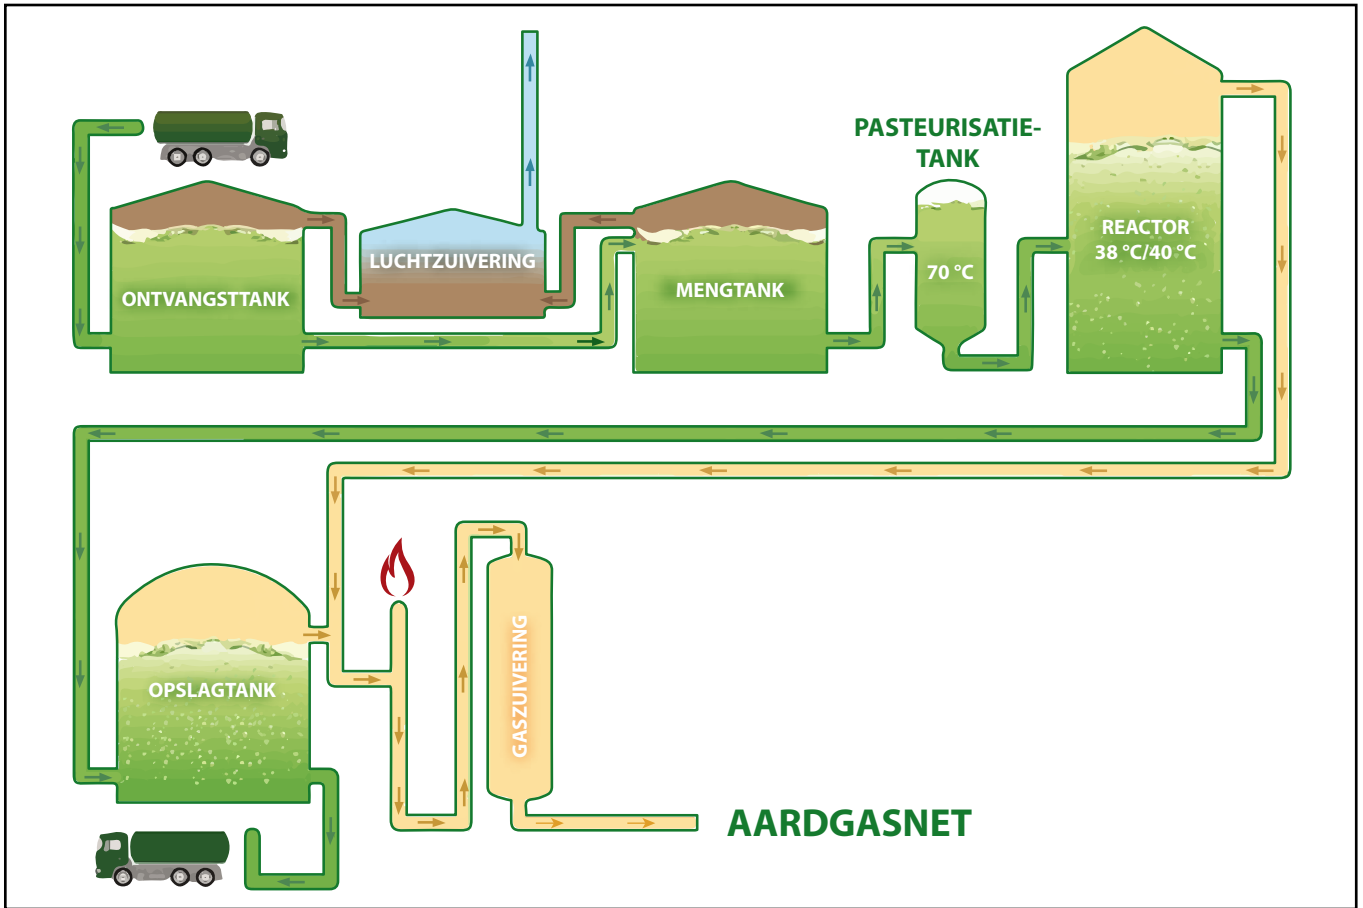 PASTEURISATIE-
TANK
ONTVANGSTTANK
LUCHTZUIVERING
MENGTANK
70 °C
REACTOR
38 °C/40 °C
OPSLAGTANK
GASZUIVERING
AARDGASNET